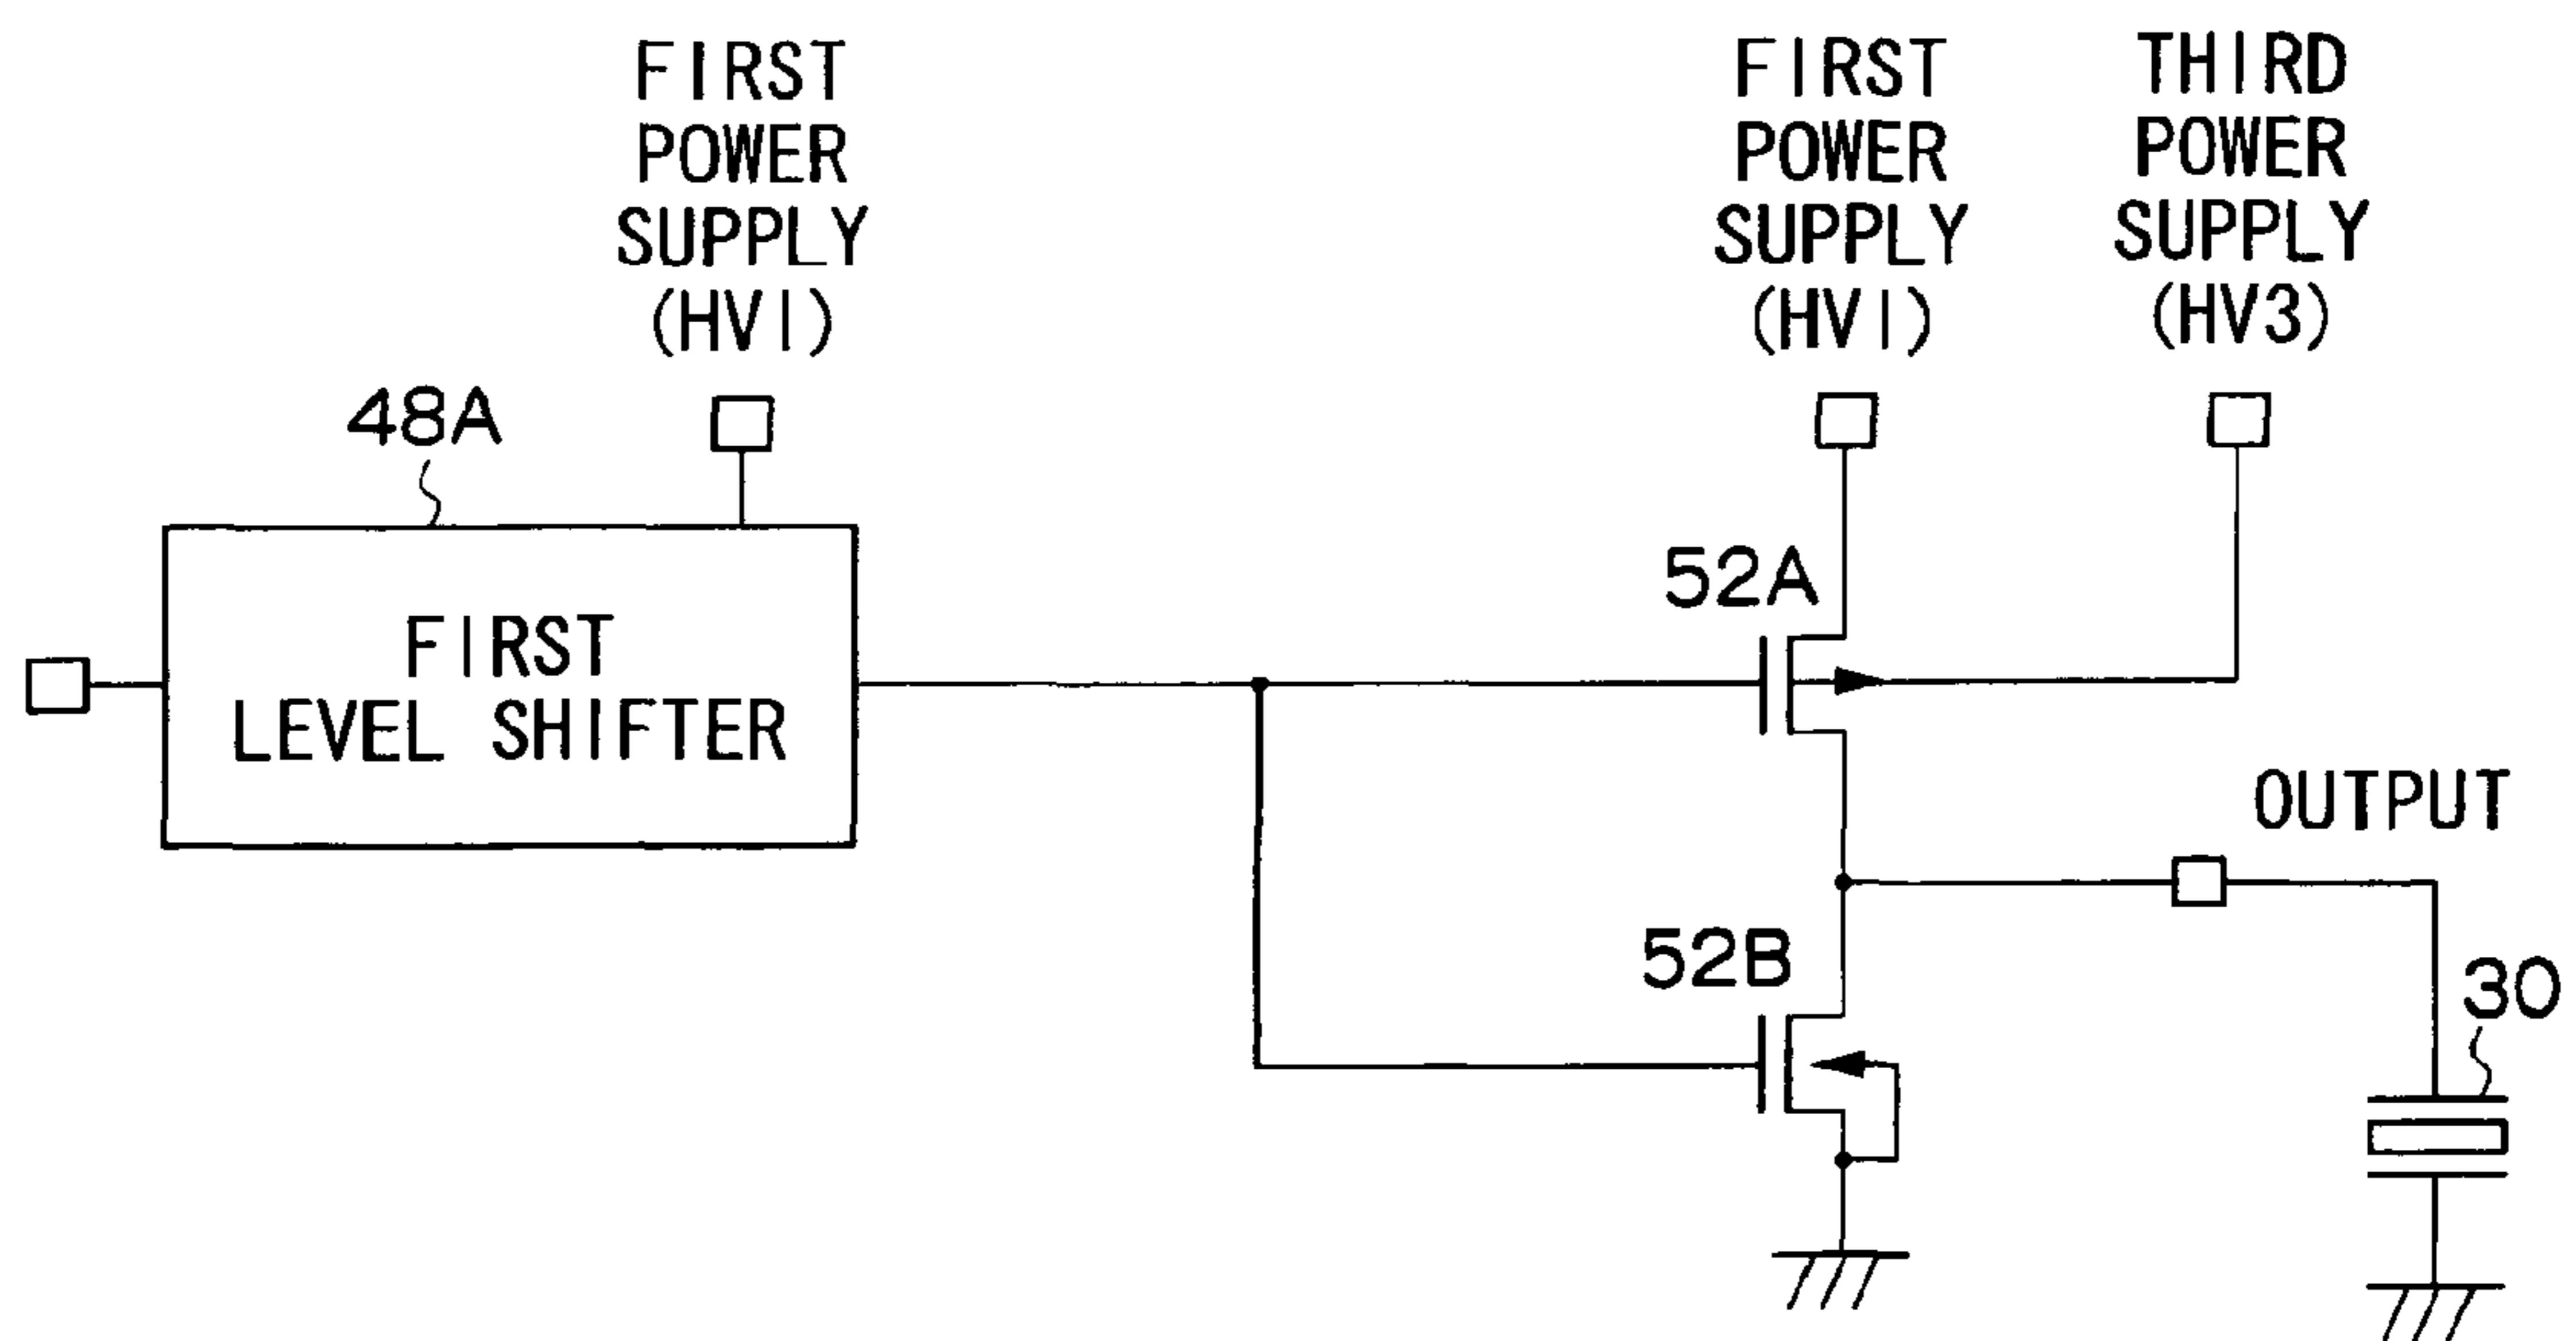 FIRST
POWER
SUPPLY
(HV1)
FIRST
POWER
SUPPLY
(HV1)
THIRD
POWER
SUPPLY
(HV3)
48A
FIRST
LEVEL SHIFTER
52A
OUTPUT
52B
30